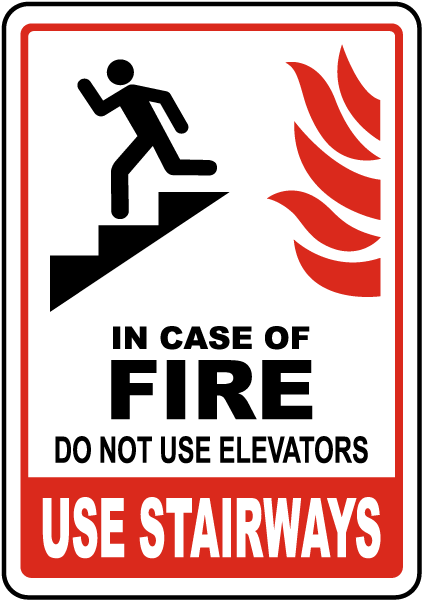 IN CASE OF
FIRE
DO NOT USE ELEVATORS
USE STAIRWAYS